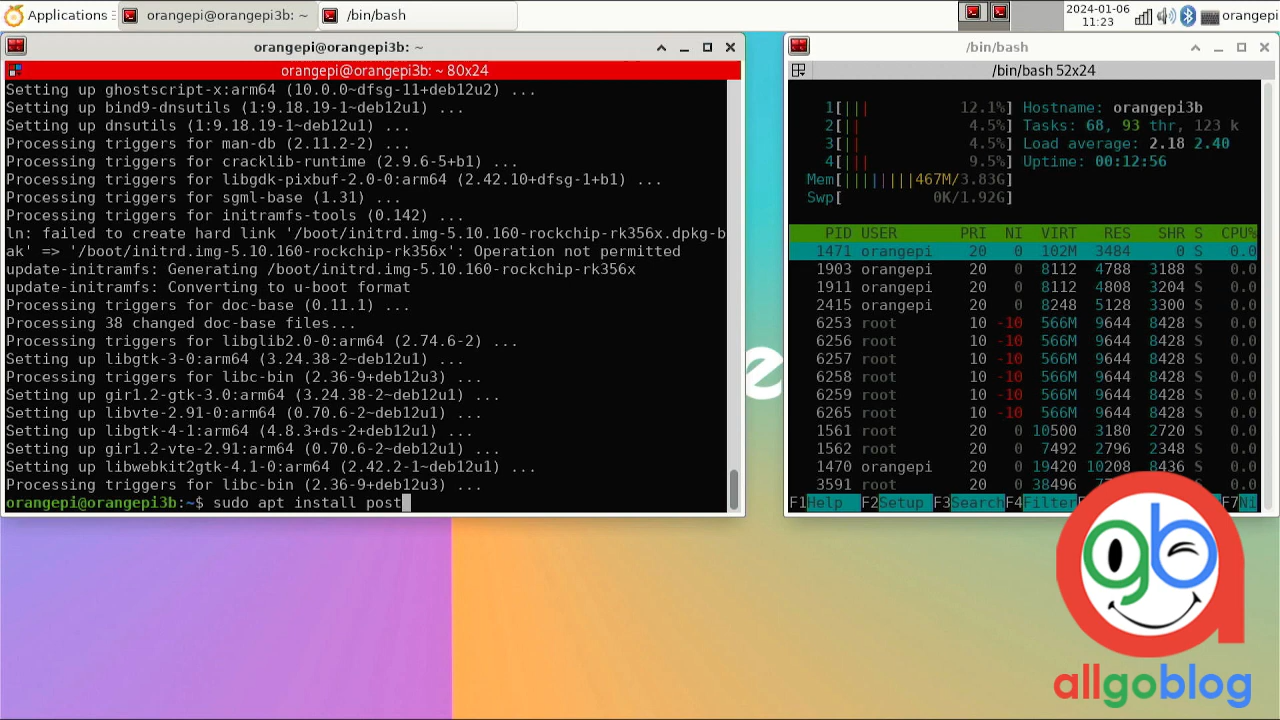 Applications
orangepi@orangepi3b: ~
/bin/bash
2024-01-06
11:23
orangepi
orangepi@orangepi3b: ~
orangepi@orangepi3b: ~ 80x24
Setting up ghostscript-x:arm64 (10.0.0~dfsg-11+deb12u2) ...
Setting up bind9-dnsutils (1:9.18.19-1~deb12u1) ...
Setting up dnsutils (1:9.18.19-1~deb12u1) ...
Processing triggers for man-db (2.11.2-2) ...
Processing triggers for cracklib-runtime (2.9.6-5+b1) ...
Processing triggers for libgdk-pixbuf-2.0-0:arm64 (2.42.10+dfsg-1+b1) ...
Processing triggers for sgml-base (1.31) ...
Processing triggers for initramfs-tools (0.142) ...
ln: failed to create hard link '/boot/initrd.img-5.10.160-rockchip-rk356x.dpkg-b
ak' => '/boot/initrd.img-5.10.160-rockchip-rk356x': Operation not permitted
update-initramfs: Generating /boot/initrd.img-5.10.160-rockchip-rk356x
update-initramfs: Converting to u-boot format
Processing triggers for doc-base (0.11.1) ...
Processing 38 changed doc-base files...
Processing triggers for libglib2.0-0:arm64 (2.74.6-2) ...
Setting up libgtk-3-0:arm64 (3.24.38-2~deb12u1) ...
Processing triggers for libc-bin (2.36-9+deb12u3) ...
Setting up gir1.2-gtk-3.0:arm64 (3.24.38-2~deb12u1) ...
Setting up libvte-2.91-0:arm64 (0.70.6-2~deb12u1) ...
Setting up libgtk-4-1:arm64 (4.8.3+ds-2+deb12u1) ...
Setting up gir1.2-vte-2.91:arm64 (0.70.6-2~deb12u1) ...
Setting up libwebkit2gtk-4.1-0:arm64 (2.42.2-1~deb12u1) ...
Processing triggers for libc-bin (2.36-9+deb12u3) ...
orangepi@orangepi3b:~$ sudo apt install post
/bin/bash
/bin/bash 52x24
1[||| 12.1%] Hostname: orangepi3b
2[|| 4.5%] Tasks: 68, 93 thr, 123 k
3[|| 4.5%] Load average: 2.18 2.40
4[||| 9.5%] Uptime: 00:12:56
Mem[|||||||||467M/3.83G]
Swp[ 0K/1.92G]
PID USER PRI NI VIRT RES SHR S CPU%
1471 orangepi 20 0 102M 3484 0 S 0.0
1903 orangepi 20 0 8112 4788 3188 S 0.0
1911 orangepi 20 0 8112 4808 3204 S 0.0
2415 orangepi 20 0 8248 5128 3300 S 0.0
6253 root 10 -10 566M 9644 8428 S 0.0
6256 root 10 -10 566M 9644 8428 S 0.0
6257 root 10 -10 566M 9644 8428 S 0.0
6258 root 10 -10 566M 9644 8428 S 0.0
6259 root 10 -10 566M 9644 8428 S 0.0
6265 root 10 -10 566M 9644 8428 S 0.0
1561 root 20 0 10500 3180 2720 S 0.0
1562 root 20 0 7492 2796 2348 S 0.0
1470 orangepi 20 0 19420 10208 8436 S 0.0
3591 root 20 0 38496 0.0
F1Help F2Setup F3Search F4Filter F7Ni
e
gb
allgoblog